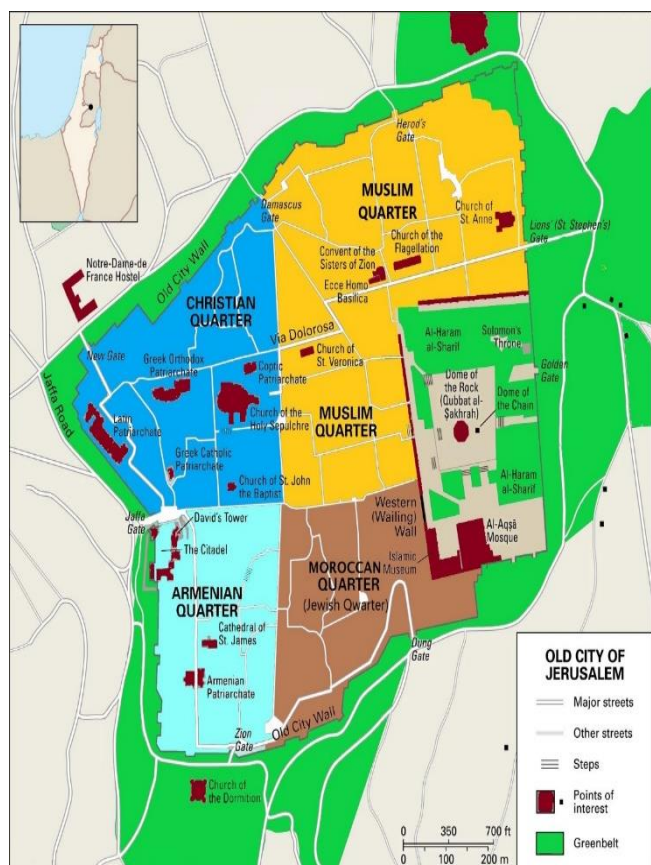 Herod's
Gate
MUSLIM
QUARTER
Damascus
Gate
Church of
St. Anne
Church of the
Flagellation
Convent of the
Sisters of Zion
Lions' (St. Stephen's)
Gate
Notre-Dame-de
France Hostel
Old City Wall
Ecce Homo
Basilica
CHRISTIAN
QUARTER
Via Dolorosa
Al-Haram
al-Sharif
Solomon's
Throne
New Gate
Greek Orthodox
Patriarchate
Coptic
Patriarchate
Church of
St. Veronica
Golden
Gate
Dome of
the Rock
(Qubbat al-
Ṣakhrah)
Dome of
the Chain
Jaffa Road
Latin
Patriarchate
Church of the
Holy Sepulchre
MUSLIM
QUARTER
Greek Catholic
Patriarchate
Church of St. John
the Baptist
Al-Haram
al-Sharif
Western
(Wailing)
Wall
Jaffa
Gate
David's Tower
The Citadel
Al-Aqṣā
Mosque
Islamic
Museum
MOROCCAN
QUARTER
(Jewish Qwarter)
ARMENIAN
QUARTER
Cathedral of
St. James
Armenian
Patriarchate
Dung
Gate
Old City Wall
Zion
Gate
Church of
the Dormition
OLD CITY OF
JERUSALEM
Major streets
Other streets
Steps
Points of
interest
Greenbelt
0 350 700 ft
0 100 200 m